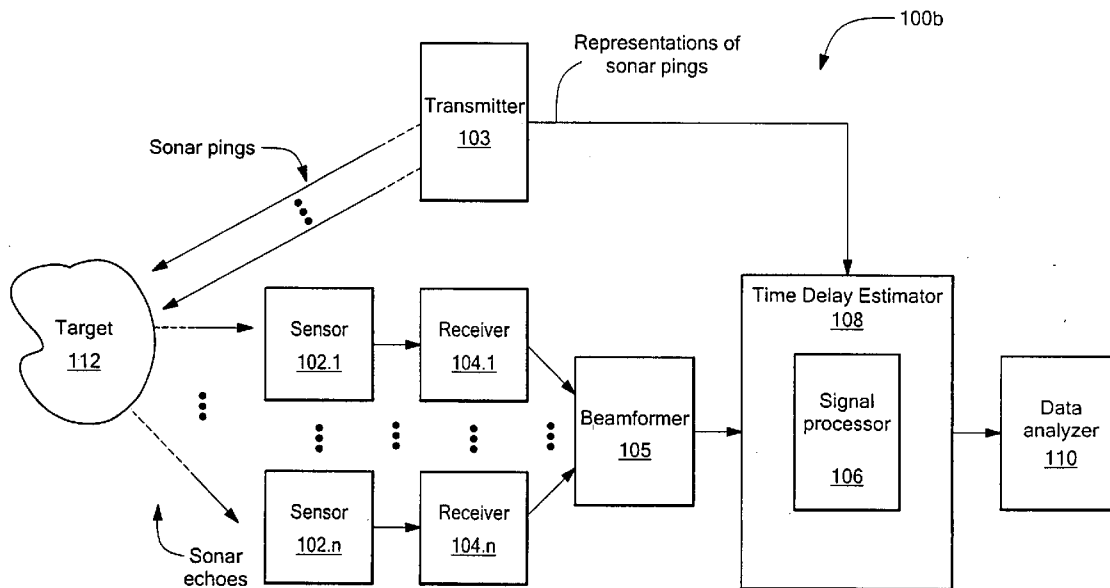 100b
Representations of
sonar pings
Transmitter
103
Sonar pings
Target
112
Sensor
102.1
Receiver
104.1
Beamformer
105
Time Delay Estimator
108
Signal
processor
106
Data
analyzer
110
Sensor
102.n
Receiver
104.n
Sonar
echoes